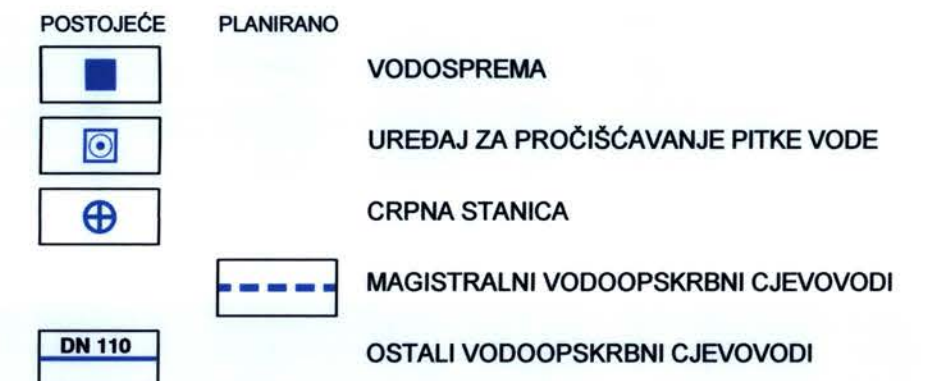 POSTOJEĆE PLANIRANO
VODOSPREMA
UREĐAJ ZA PROČIŠĆAVANJE PITKE VODE
CRPNA STANICA
MAGISTRALNI VODOOPSKRBNI CJEVOVODI
DN 110 OSTALI VODOOPSKRBNI CJEVOVODI